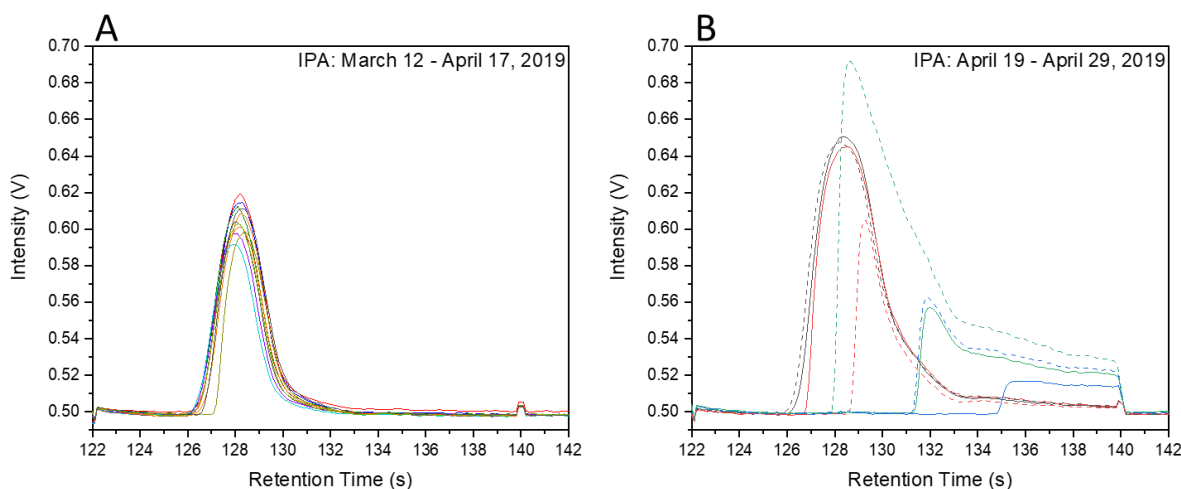 A
IPA: March 12 - April 17, 2019
Intensity (V)
0.70
0.68
0.66
0.64
0.62
0.60
0.58
0.56
0.54
0.52
0.50
122 124 126 128 130 132 134 136 138 140 142
Retention Time (s)
B
IPA: April 19 - April 29, 2019
Intensity (V)
0.70
0.68
0.66
0.64
0.62
0.60
0.58
0.56
0.54
0.52
0.50
122 124 126 128 130 132 134 136 138 140 142
Retention Time (s)